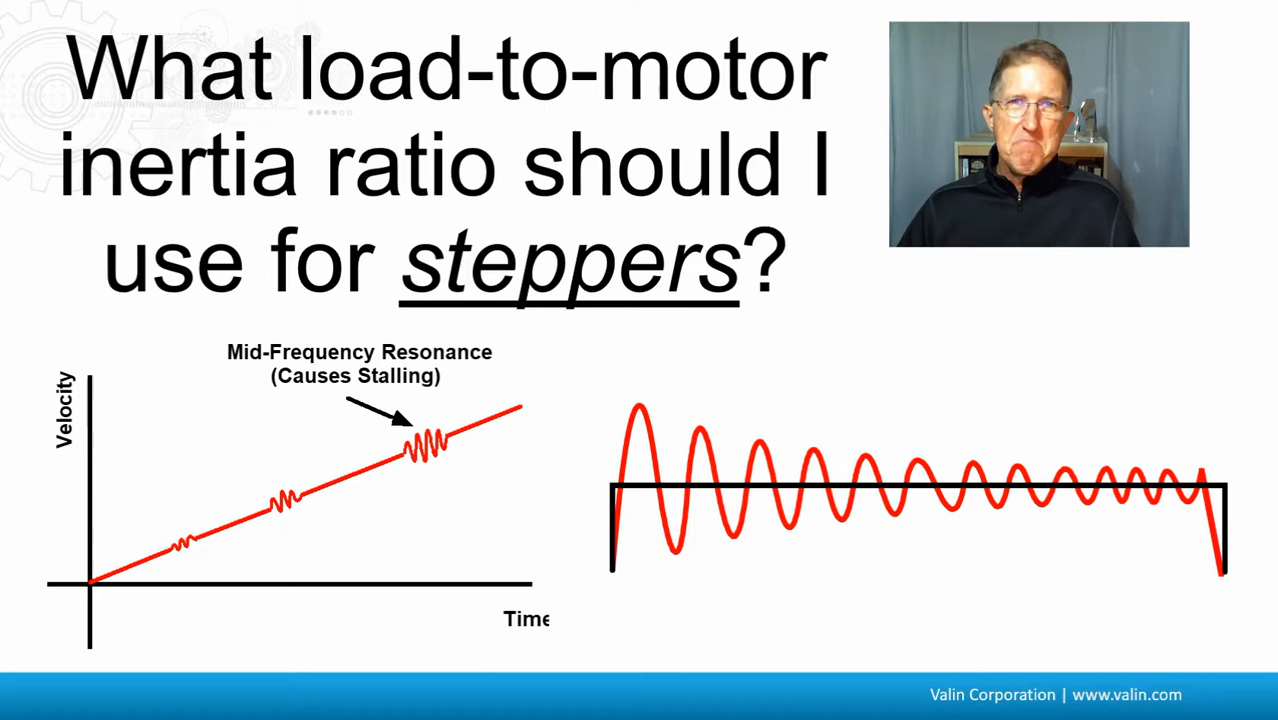 What load-to-motor
inertia ratio should I
use for steppers?
Mid-Frequency Resonance
(Causes Stalling)
Velocity
Time
Valin Corporation | www.valin.com